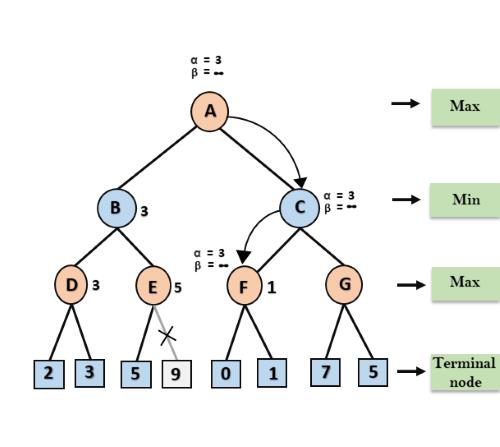 α = 3
β = ∞
A
Max
B
3
C
α = 3
β = ∞
Min
α = 3
β = ∞
D
3
E
5
F
1
G
Max
2
3
5
9
0
1
7
5
Terminal
node